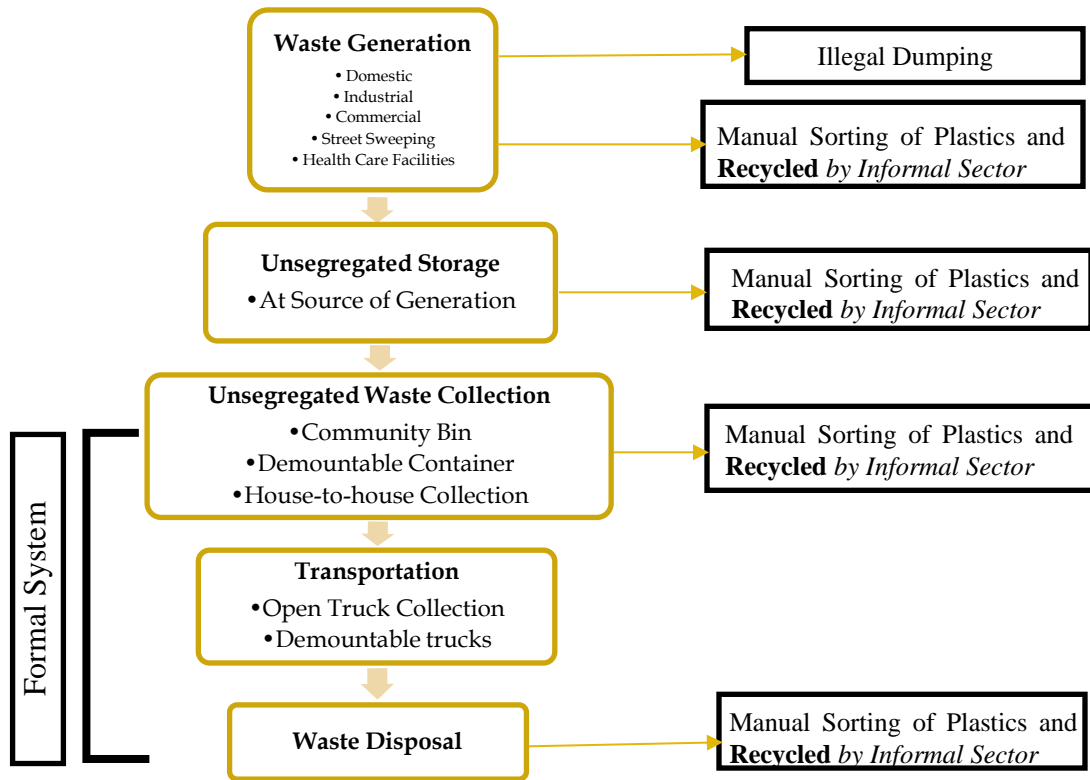 Waste Generation
• Domestic
• Industrial
• Commercial
• Street Sweeping
• Health Care Facilities
Illegal Dumping
Manual Sorting of Plastics and
Recycled by Informal Sector
Unsegregated Storage
•At Source of Generation
Manual Sorting of Plastics and
Recycled by Informal Sector
Unsegregated Waste Collection
•Community Bin
•Demountable Container
•House-to-house Collection
Manual Sorting of Plastics and
Recycled by Informal Sector
Formal System
Transportation
•Open Truck Collection
•Demountable trucks
Waste Disposal
Manual Sorting of Plastics and
Recycled by Informal Sector